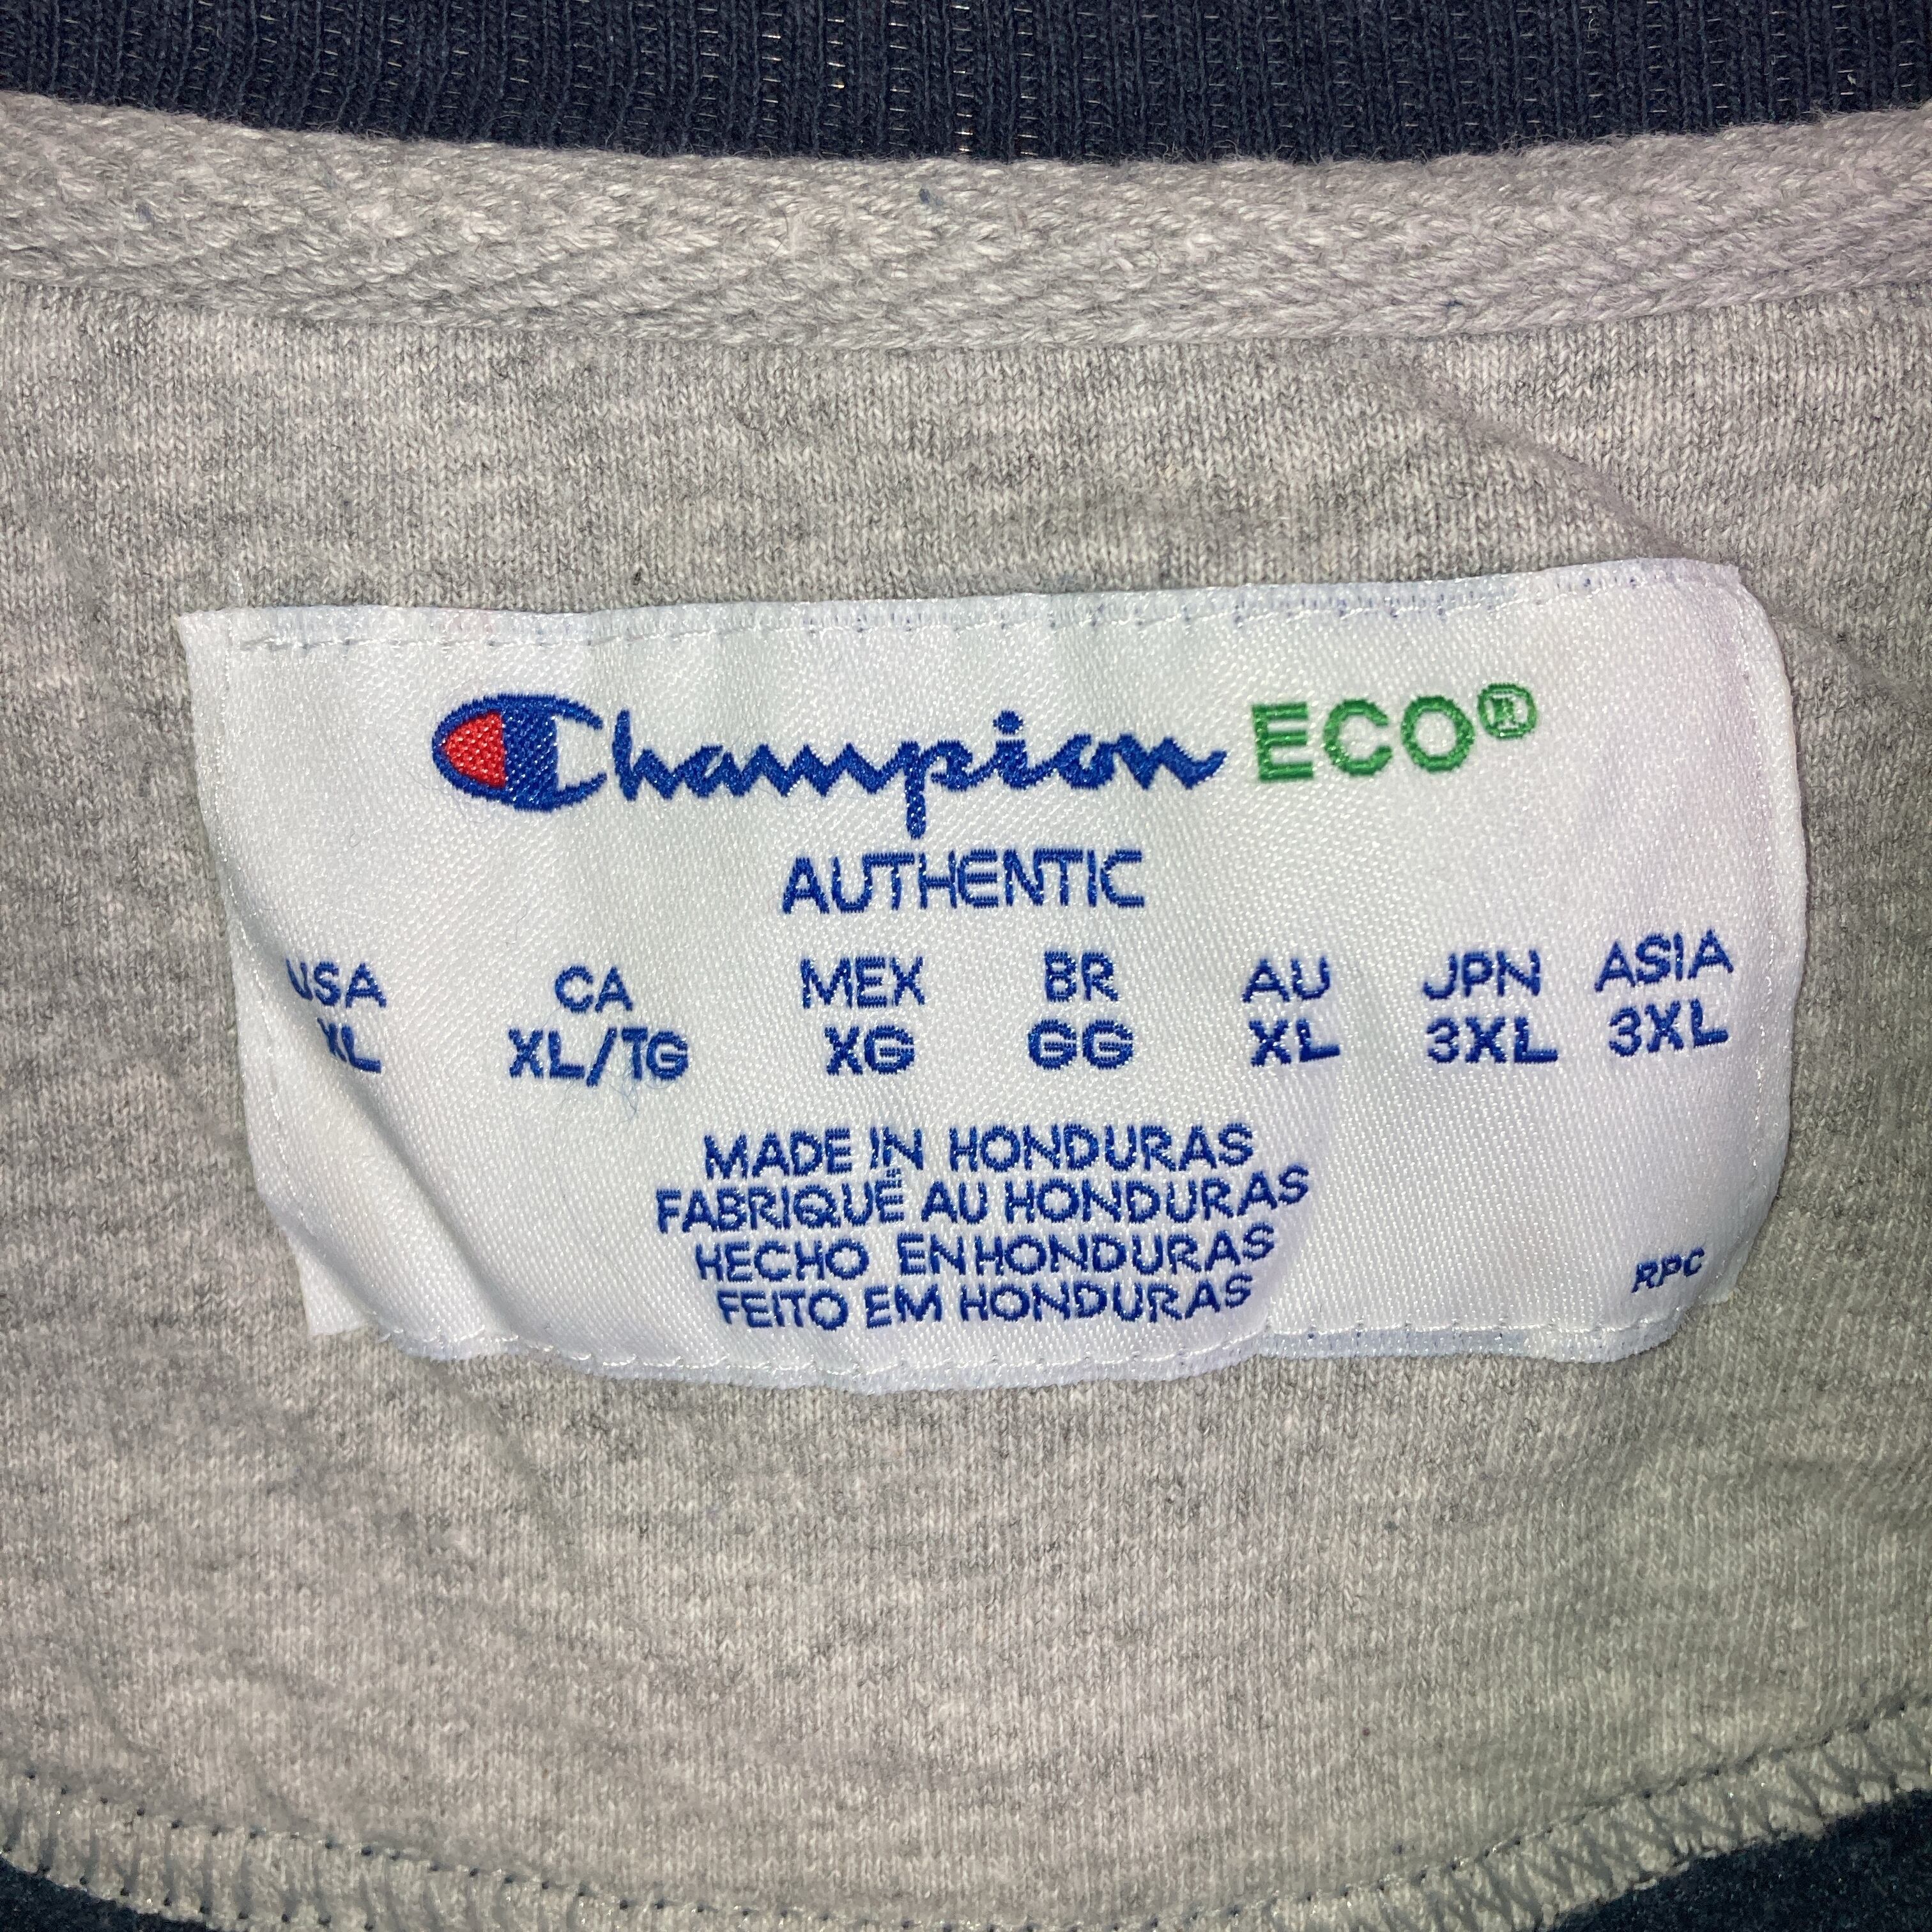 Champion ECO®
AUTHENTIC
USA CA MEX BR AU JPN ASIA
XL XL/TG XG GG XL 3XL 3XL
MADE IN HONDURAS
FABRIQUÉ AU HONDURAS
HECHO EN HONDURAS
FEITO EM HONDURAS
RPC